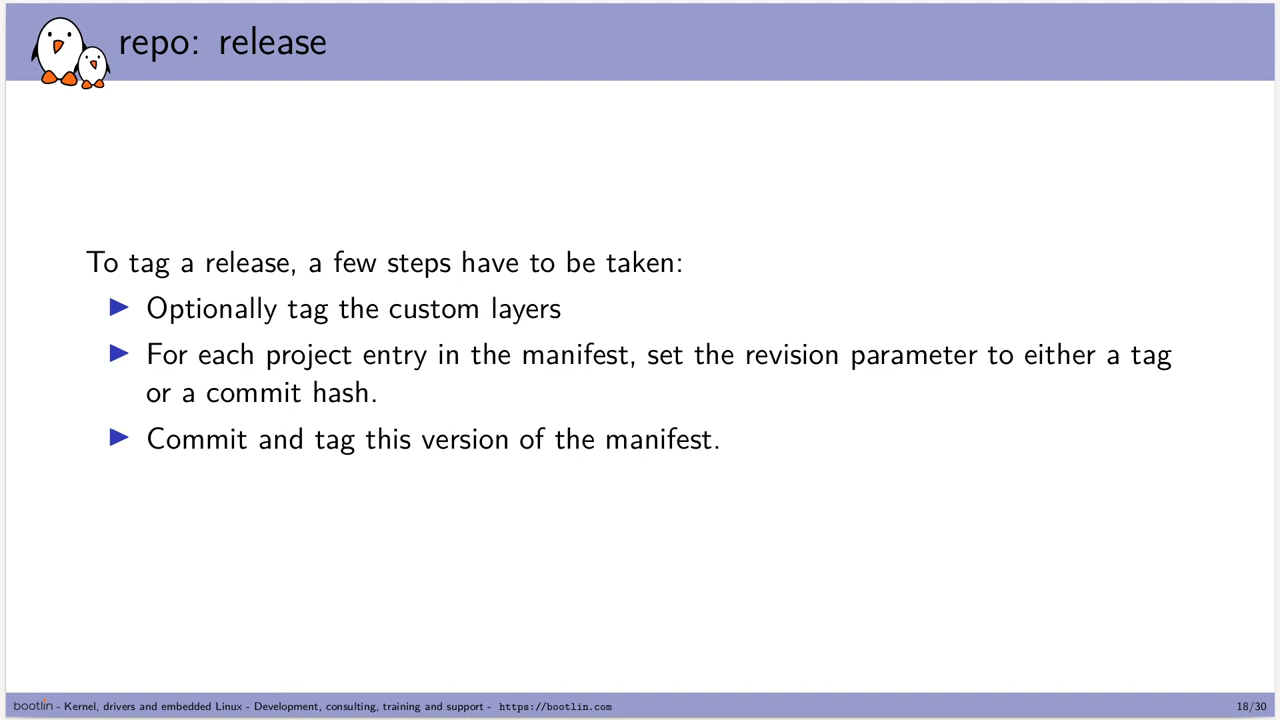 repo: release
To tag a release, a few steps have to be taken:
Optionally tag the custom layers
For each project entry in the manifest, set the revision parameter to either a tag
or a commit hash.
Commit and tag this version of the manifest.
bootlin - Kernel, drivers and embedded Linux - Development, consulting, training and support - https://bootlin.com
18/30